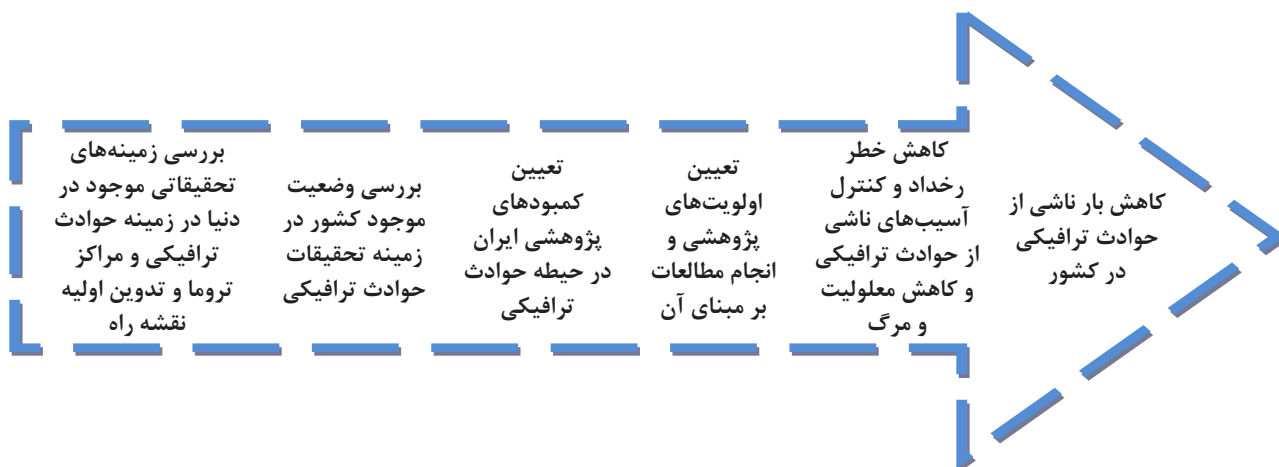 بررسی زمینه‌های
تحقیقاتی موجود در
دنیا در زمینه حوادث
ترافیکی و مراکز
تروما و تدوین اولیه
نقشه راه
بررسی وضعیت
موجود کشور در
زمینه تحقیقات
حوادث ترافیکی
تعیین
کمبودهای
پژوهشی ایران
در حیطه حوادث
ترافیکی
تعیین
اولویت‌های
پژوهشی و
انجام مطالعات
بر مبنای آن
کاهش خطر
رخداد و کنترل
آسیب‌های ناشی
از حوادث ترافیکی
و کاهش معلولیت
و مرگ
کاهش بار ناشی از
حوادث ترافیکی
در کشور